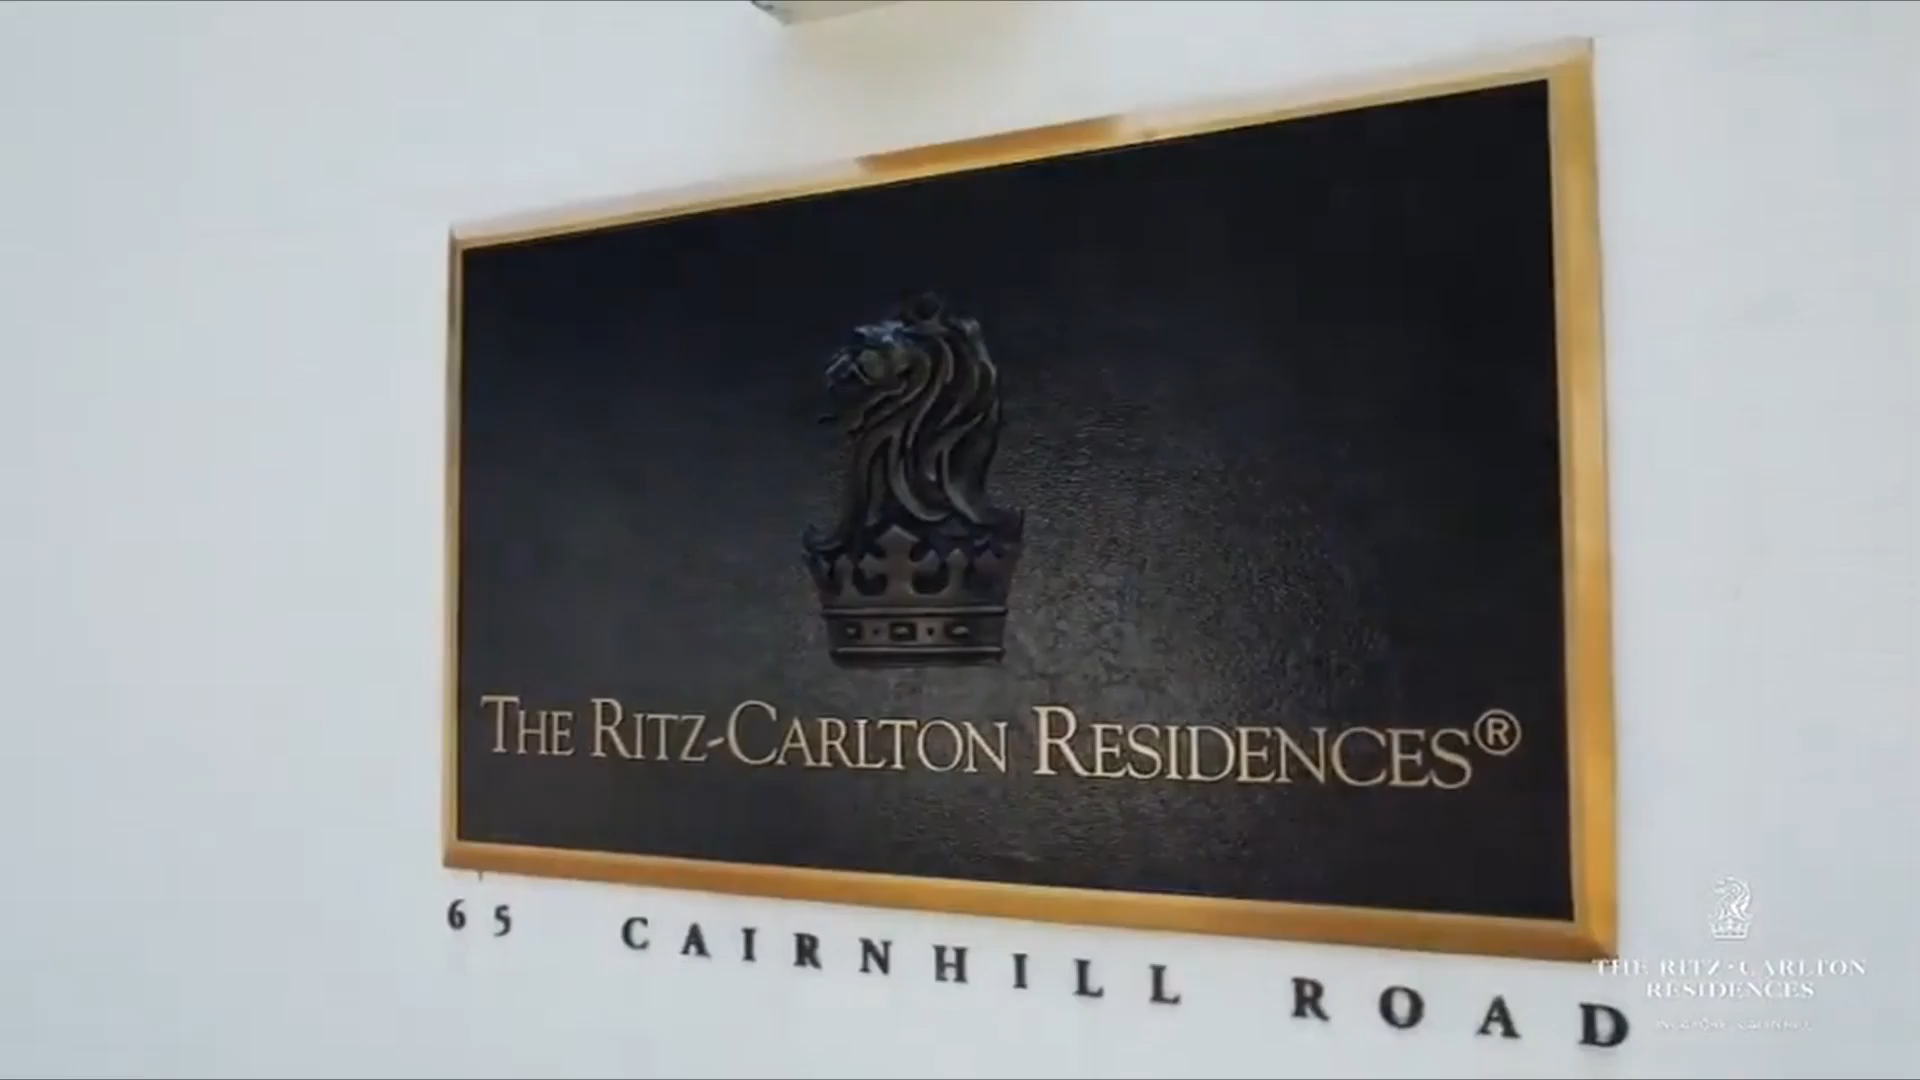 THE RITZ-CARLTON RESIDENCES®
65 CAIRNHILL ROAD
THE RITZ-CARLTON
RESIDENCES